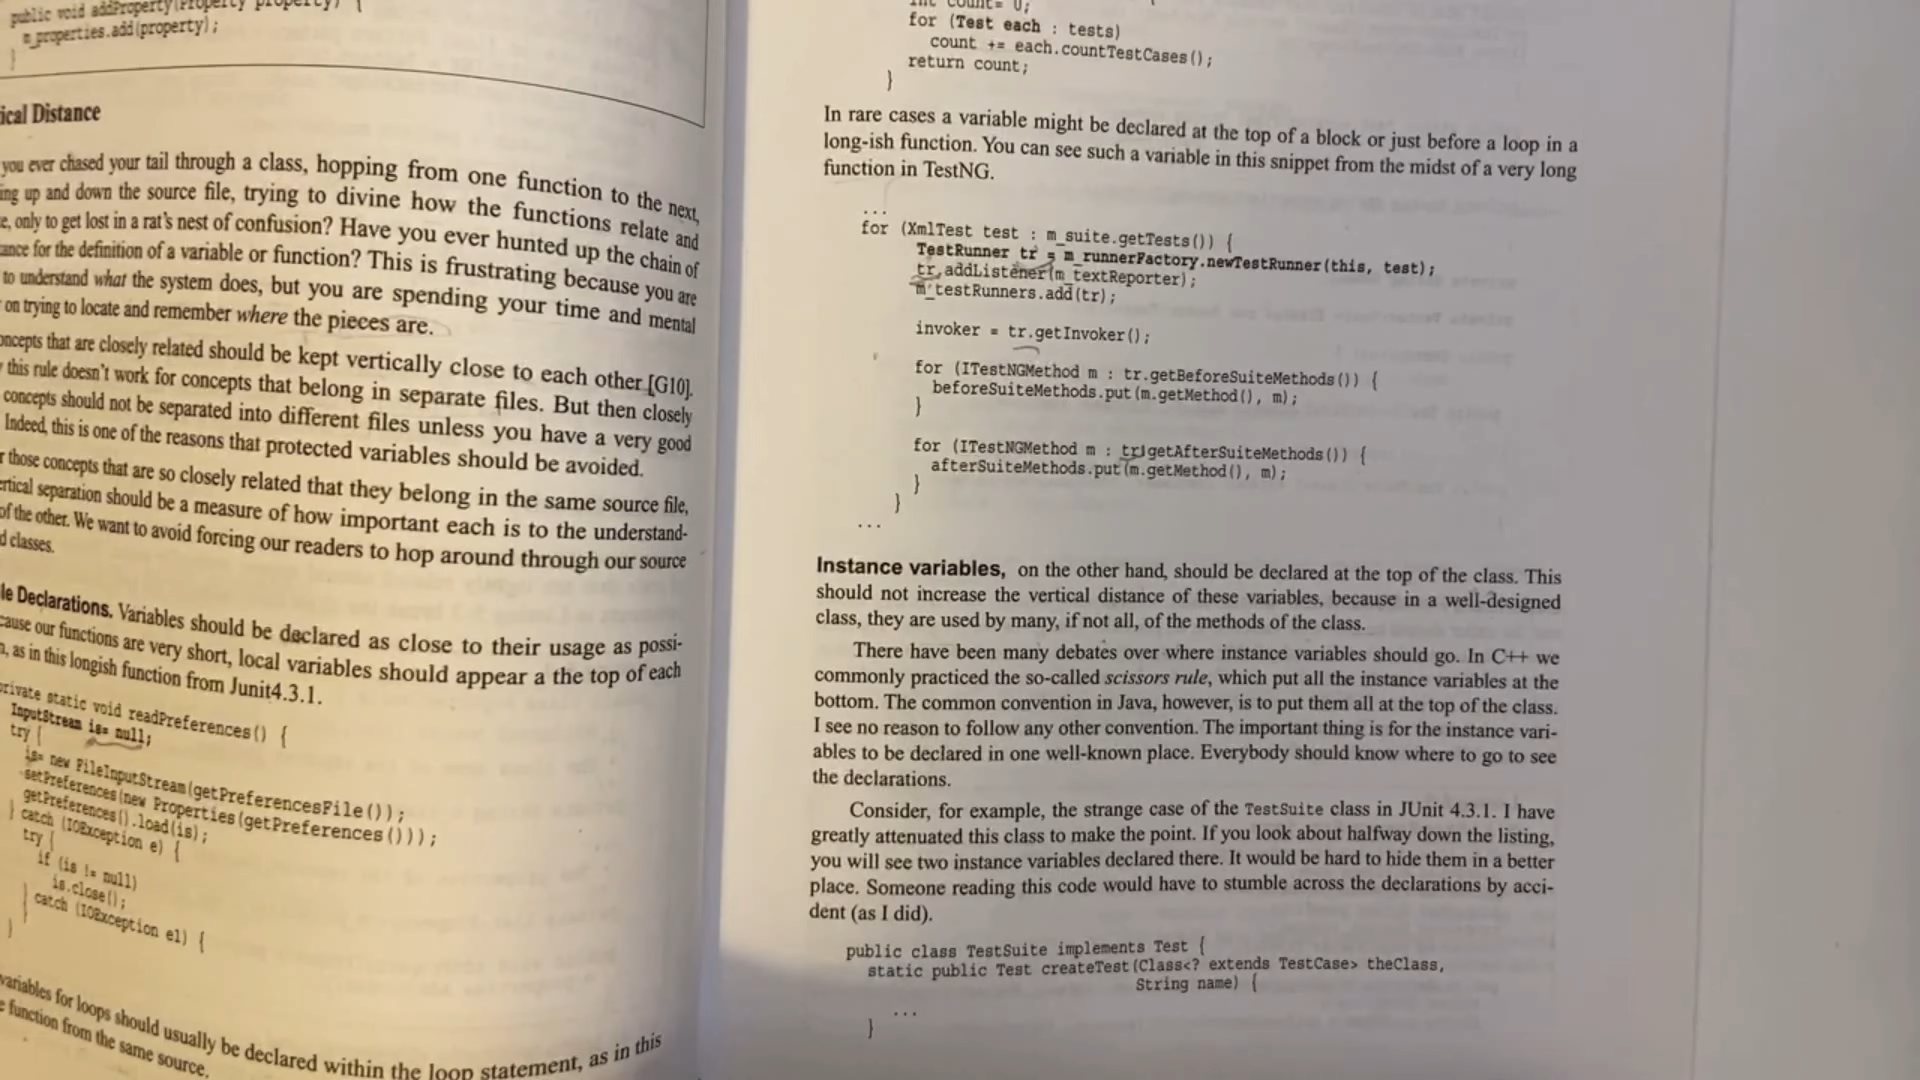 public void addProperty(Property property) {
m_properties.add(property);
}
ical Distance
you ever chased your tail through a class, hopping from one function to the next,
ing up and down the source file, trying to divine how the functions relate and
e, only to get lost in a rat's nest of confusion? Have you ever hunted up the chain of
ance for the definition of a variable or function? This is frustrating because you are
to understand what the system does, but you are spending your time and mental
on trying to locate and remember where the pieces are.
oncepts that are closely related should be kept vertically close to each other [G10].
this rule doesn't work for concepts that belong in separate files. But then closely
concepts should not be separated into different files unless you have a very good
Indeed, this is one of the reasons that protected variables should be avoided.
r those concepts that are so closely related that they belong in the same source file,
ertical separation should be a measure of how important each is to the understand-
of the other. We want to avoid forcing our readers to hop around through our source
d classes.
le Declarations. Variables should be declared as close to their usage as possi-
cause our functions are very short, local variables should appear a the top of each
n, as in this longish function from Junit4.3.1.
rivate static void readPreferences() {
InputStream is= null;
try {
is= new FileInputStream(getPreferencesFile());
setPreferences(new Properties(getPreferences()));
getPreferences().load(is);
} catch (IOException e) {
try {
if (is != null)
is.close();
} catch (IOException e1) {
}
variables for loops should usually be declared within the loop statement, as in this
e function from the same source.
int count= 0;
for (Test each : tests)
count += each.countTestCases();
return count;
}
In rare cases a variable might be declared at the top of a block or just before a loop in a
long-ish function. You can see such a variable in this snippet from the midst of a very long
function in TestNG.
...
for (XmlTest test : m_suite.getTests()) {
TestRunner tr = m_runnerFactory.newTestRunner(this, test);
tr.addListener(m_textReporter);
m_testRunners.add(tr);
invoker = tr.getInvoker();
for (ITestNGMethod m : tr.getBeforeSuiteMethods()) {
beforeSuiteMethods.put(m.getMethod(), m);
}
for (ITestNGMethod m : tr.getAfterSuiteMethods()) {
afterSuiteMethods.put(m.getMethod(), m);
}
}
...
Instance variables, on the other hand, should be declared at the top of the class. This
should not increase the vertical distance of these variables, because in a well-designed
class, they are used by many, if not all, of the methods of the class.
There have been many debates over where instance variables should go. In C++ we
commonly practiced the so-called scissors rule, which put all the instance variables at the
bottom. The common convention in Java, however, is to put them all at the top of the class.
I see no reason to follow any other convention. The important thing is for the instance vari-
ables to be declared in one well-known place. Everybody should know where to go to see
the declarations.
Consider, for example, the strange case of the TestSuite class in JUnit 4.3.1. I have
greatly attenuated this class to make the point. If you look about halfway down the listing,
you will see two instance variables declared there. It would be hard to hide them in a better
place. Someone reading this code would have to stumble across the declarations by acci-
dent (as I did).
public class TestSuite implements Test {
static public Test createTest(Class<? extends TestCase> theClass,
String name) {
...
}